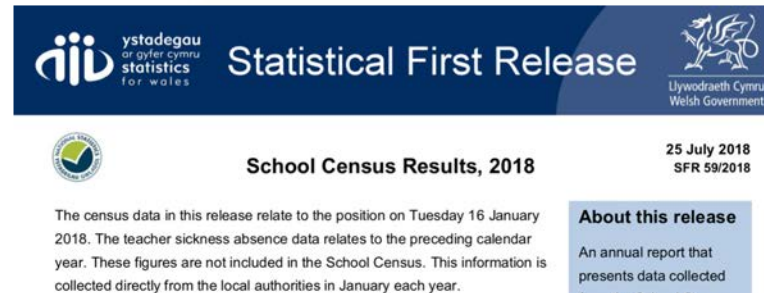 ystadegau
ar gyfer cymru
statistics
for wales
Statistical First Release
Llywodraeth Cymru
Welsh Government
School Census Results, 2018
25 July 2018
SFR 59/2018
The census data in this release relate to the position on Tuesday 16 January
2018. The teacher sickness absence data relates to the preceding calendar
year. These figures are not included in the School Census. This information is
collected directly from the local authorities in January each year.
About this release
An annual report that
presents data collected